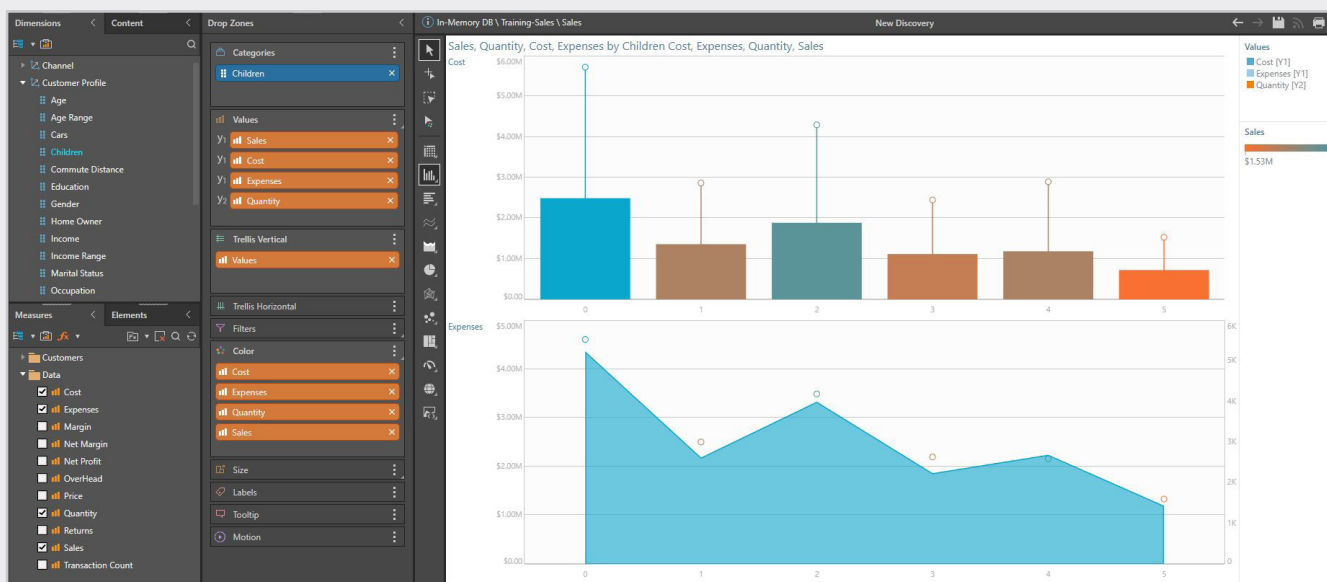 Dimensions
Content
Channel
Customer Profile
Age
Age Range
Cars
Children
Commute Distance
Education
Gender
Home Owner
Income
Income Range
Marital Status
Occupation
Measures
Elements
Customers
Data
Cost
Expenses
Margin
Net Margin
Net Profit
OverHead
Price
Quantity
Returns
Sales
Transaction Count
Drop Zones
Categories
Children
Values
y1 Sales
y1 Cost
y1 Expenses
y2 Quantity
Trellis Vertical
Values
Trellis Horizontal
Filters
Color
Cost
Expenses
Quantity
Sales
Size
Labels
Tooltip
Motion
In-Memory DB \ Training-Sales \ Sales
New Discovery
Sales, Quantity, Cost, Expenses by Children Cost, Expenses, Quantity, Sales
Cost
$6.00M
$5.00M
$4.00M
$3.00M
$2.00M
$1.00M
$0.00
0 1 2 3 4 5
Expenses
$5.00M
$4.00M
$3.00M
$2.00M
$1.00M
$0.00
6K
5K
4K
3K
2K
1K
0
0 1 2 3 4 5
Values
Cost [Y1]
Expenses [Y1]
Quantity [Y2]
Sales
$1.53M